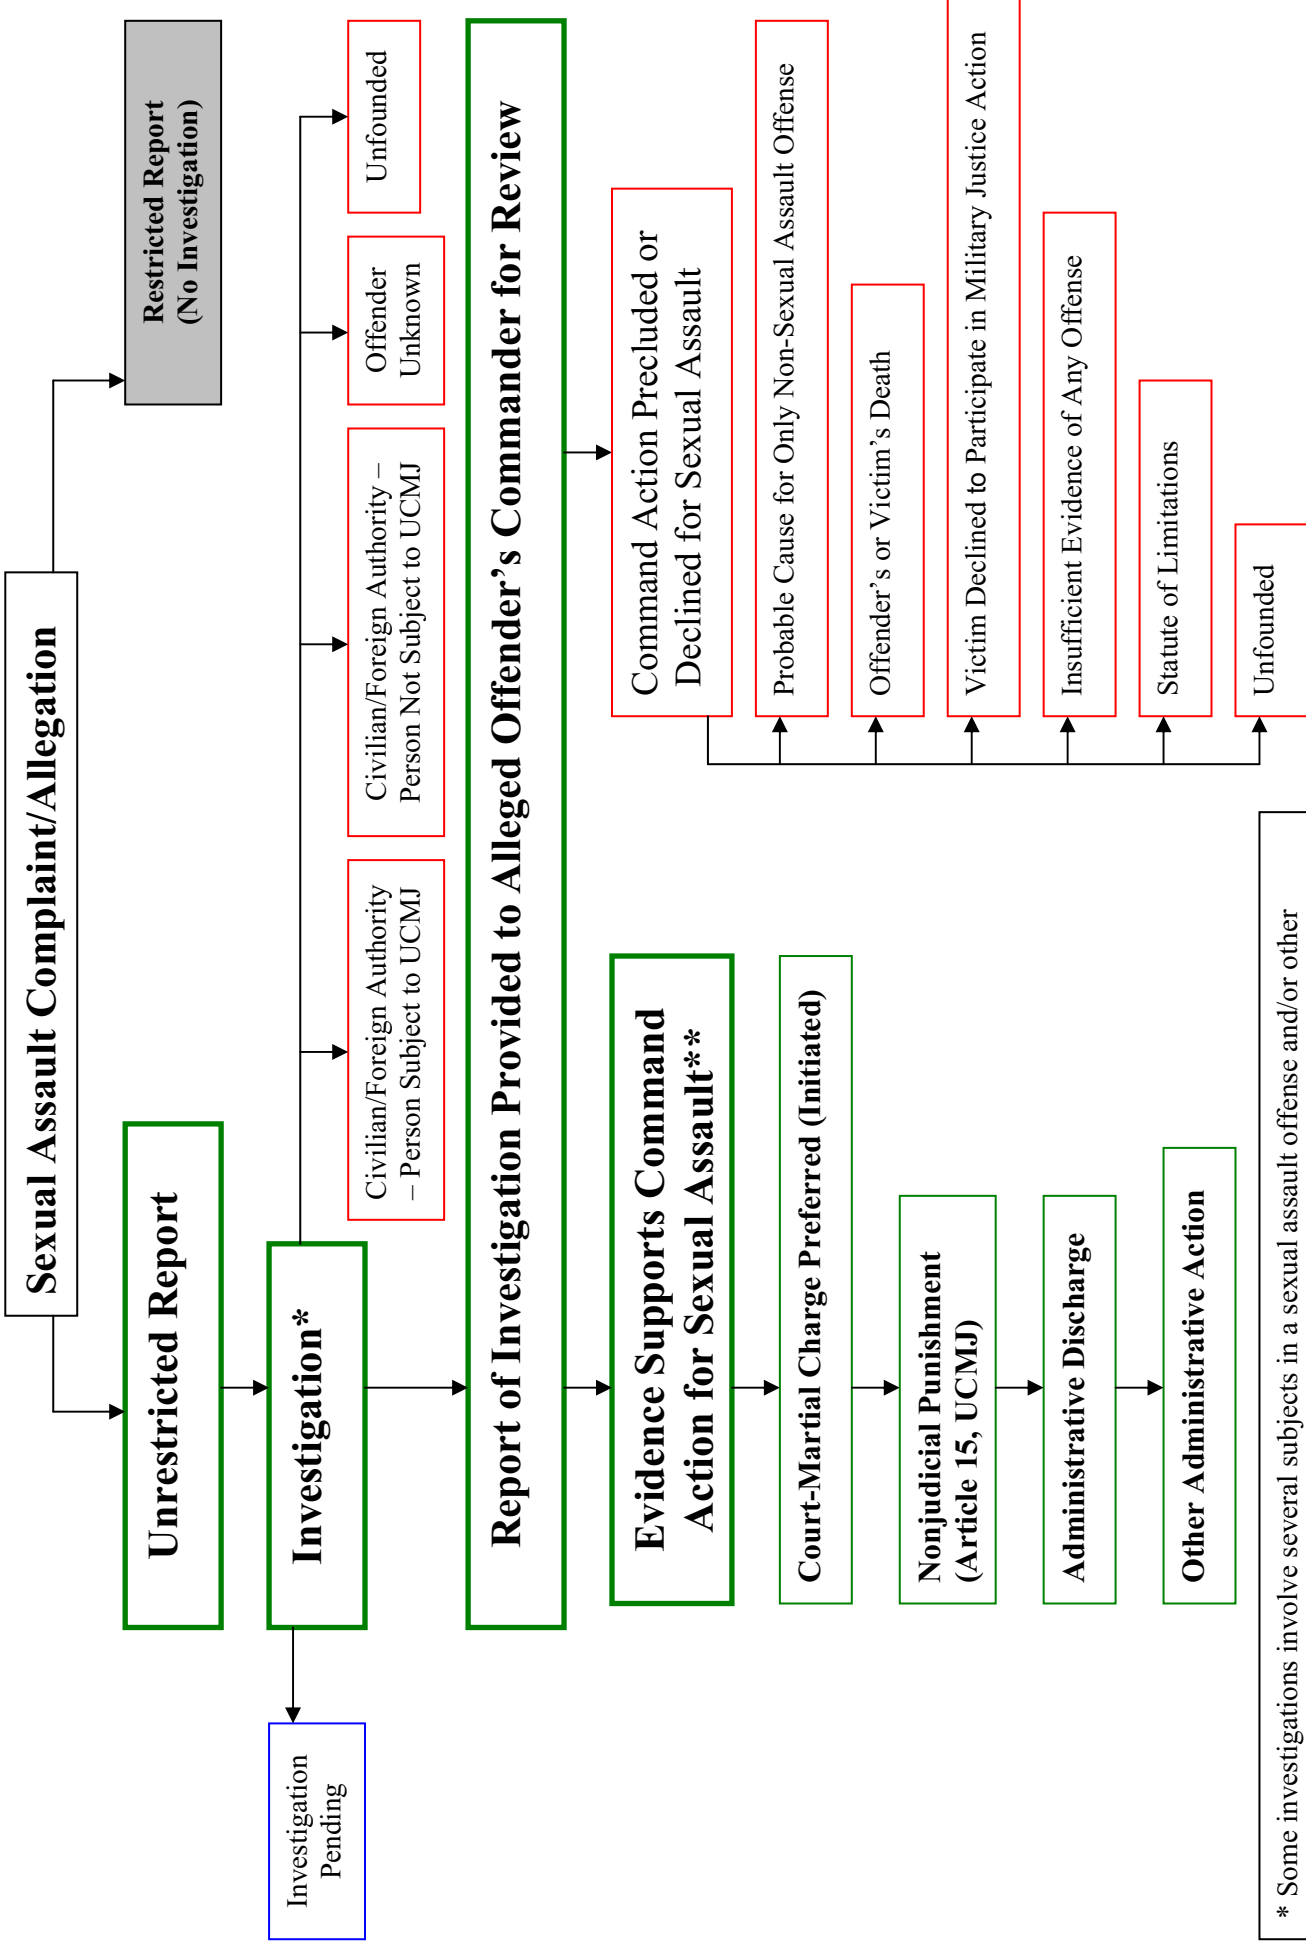 Sexual Assault Complaint/Allegation
Unrestricted Report
Restricted Report
(No Investigation)
Investigation
Pending
Investigation*
Civilian/Foreign Authority
– Person Subject to UCMJ
Civilian/Foreign Authority –
Person Not Subject to UCMJ
Offender
Unknown
Unfounded
Report of Investigation Provided to Alleged Offender’s Commander for Review
Evidence Supports Command
Action for Sexual Assault**
Court-Martial Charge Preferred (Initiated)
Nonjudicial Punishment
(Article 15, UCMJ)
Administrative Discharge
Other Administrative Action
Command Action Precluded or
Declined for Sexual Assault
Probable Cause for Only Non-Sexual Assault Offense
Offender’s or Victim’s Death
Victim Declined to Participate in Military Justice Action
Insufficient Evidence of Any Offense
Statute of Limitations
Unfounded
* Some investigations involve several subjects in a sexual assault offense and/or other